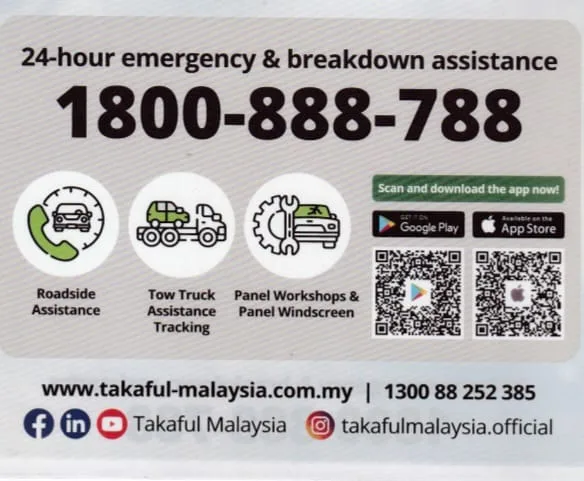 24-hour emergency & breakdown assistance
1800-888-788
Scan and download the app now!
GET IT ON
Google Play
Available on the
App Store
Roadside
Assistance
Tow Truck
Assistance
Tracking
Panel Workshops &
Panel Windscreen
www.takaful-malaysia.com.my | 1300 88 252 385
f in Takaful Malaysia takafulmalaysia.official